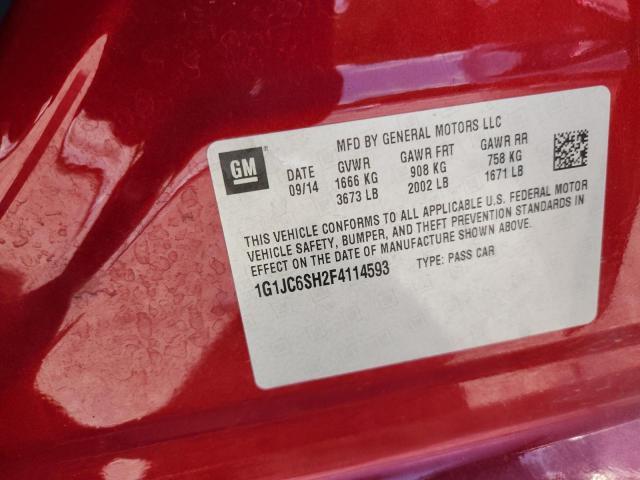 MFD BY GENERAL MOTORS LLC
GM
DATE GVWR GAWR FRT GAWR RR
09/14 1666 KG 908 KG 758 KG
3673 LB 2002 LB 1671 LB
THIS VEHICLE CONFORMS TO ALL APPLICABLE U.S. FEDERAL MOTOR
VEHICLE SAFETY, BUMPER, AND THEFT PREVENTION STANDARDS IN
EFFECT ON THE DATE OF MANUFACTURE SHOWN ABOVE.
1G1JC6SH2F4114593 TYPE: PASS CAR